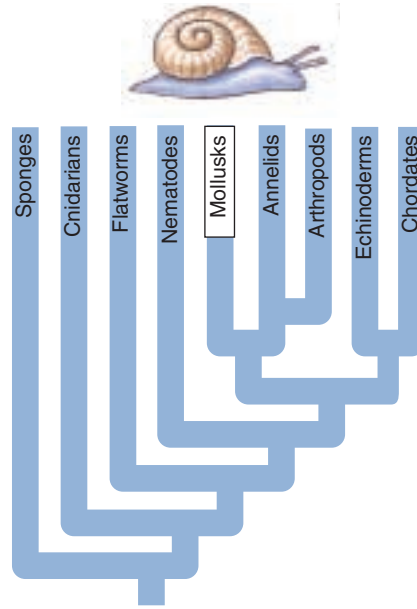 Sponges
Cnidarians
Flatworms
Nematodes
Mollusks
Annelids
Arthropods
Echinoderms
Chordates